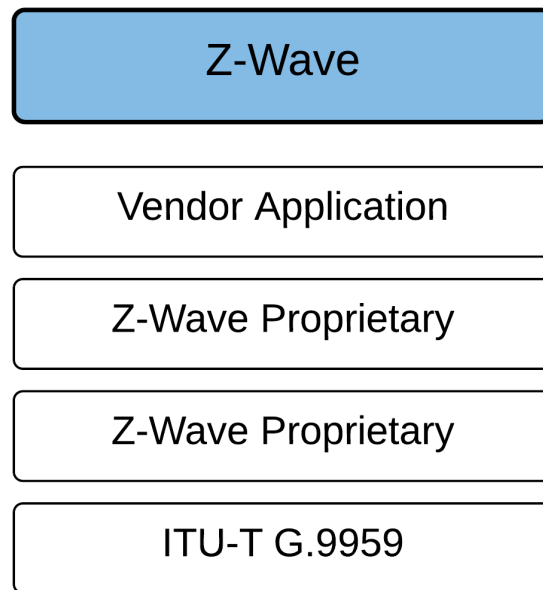 Z-Wave
Vendor Application
Z-Wave Proprietary
Z-Wave Proprietary
ITU-T G.9959